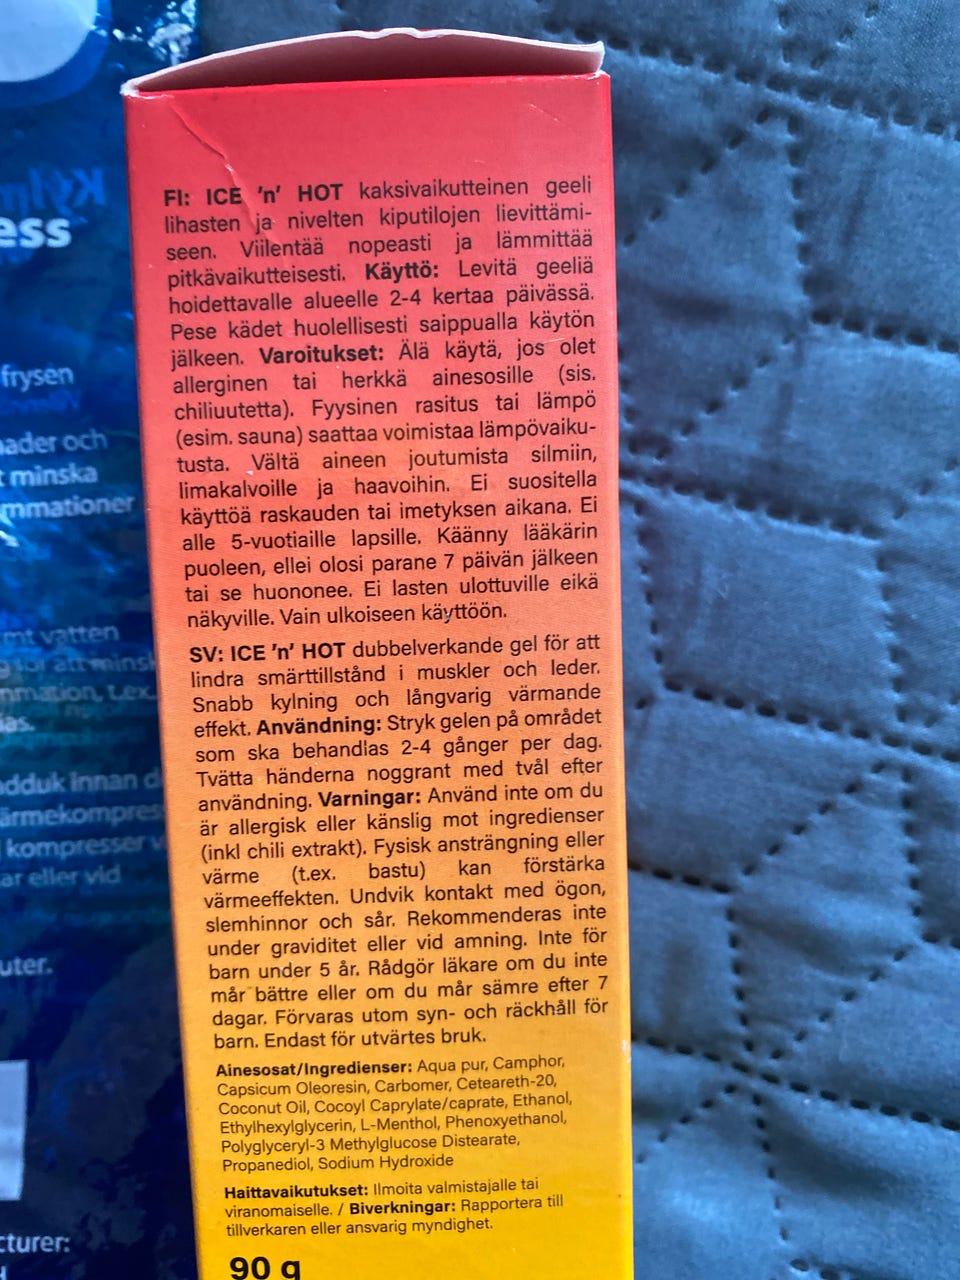 FI: ICE 'n' HOT kaksivaikutteinen geeli
lihasten ja nivelten kiputilojen lievittämi-
seen. Viilentää nopeasti ja lämmittää
pitkävaikutteisesti. Käyttö: Levitä geeliä
hoidettavalle alueelle 2-4 kertaa päivässä.
Pese kädet huolellisesti saippualla käytön
jälkeen. Varoitukset: Älä käytä, jos olet
allerginen tai herkkä ainesosille (sis.
chiliuutetta). Fyysinen rasitus tai lämpö
(esim. sauna) saattaa voimistaa lämpövaiku-
tusta. Vältä aineen joutumista silmiin,
limakalvoille ja haavoihin. Ei suositella
käyttöä raskauden tai imetyksen aikana. Ei
alle 5-vuotiaille lapsille. Käänny lääkärin
puoleen, ellei olosi parane 7 päivän jälkeen
tai se huononee. Ei lasten ulottuville eikä
näkyville. Vain ulkoiseen käyttöön.
SV: ICE 'n' HOT dubbelverkande gel för att
lindra smärttillstånd i muskler och leder.
Snabb kylning och långvarig värmande
effekt. Användning: Stryk gelen på området
som ska behandlas 2-4 gånger per dag.
Tvätta händerna noggrant med tvål efter
användning. Varningar: Använd inte om du
är allergisk eller känslig mot ingredienser
(inkl chili extrakt). Fysisk ansträngning eller
värme (t.ex. bastu) kan förstärka
värmeeffekten. Undvik kontakt med ögon,
slemhinnor och sår. Rekommenderas inte
under graviditet eller vid amning. Inte för
barn under 5 år. Rådgör läkare om du inte
mår bättre eller om du mår sämre efter 7
dagar. Förvaras utom syn- och räckhåll för
barn. Endast för utvärtes bruk.
Ainesosat/Ingredienser: Aqua pur, Camphor,
Capsicum Oleoresin, Carbomer, Ceteareth-20,
Coconut Oil, Cocoyl Caprylate/caprate, Ethanol,
Ethylhexylglycerin, L-Menthol, Phenoxyethanol,
Polyglyceryl-3 Methylglucose Distearate,
Propanediol, Sodium Hydroxide
Haittavaikutukset: Ilmoita valmistajalle tai
viranomaiselle. / Biverkningar: Rapportera till
tillverkaren eller ansvarig myndighet.
90 g
ess
frysen
och
minska
vatten
innan
kompresser
eller vid